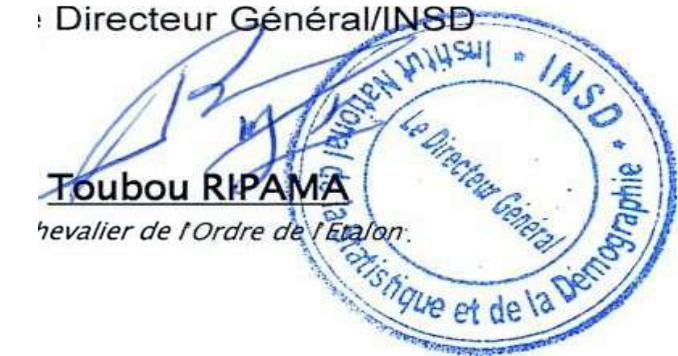 Directeur Général/INSD
Toubou RIPAMA
hevalier de l'Ordre de l'Etalon
Institut National de la Statistique et de la Démographie
* INSD *
Le Directeur Général